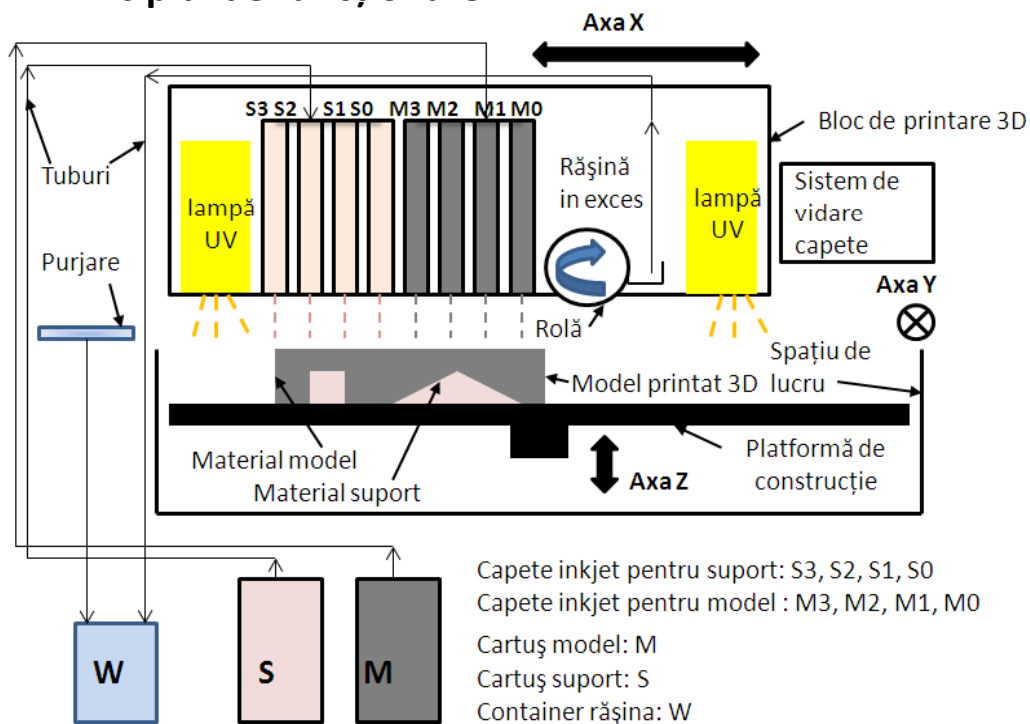 Axa X
S3 S2 S1 S0 M3 M2 M1 M0
Bloc de printare 3D
Tuburi
lampă
UV
Răşină
in exces
lampă
UV
Sistem de
vidare
capete
Purjare
Axa Y
Rolă
Spațiu de
lucru
Model printat 3D
Material model
Material suport
Axa Z
Platformă de
construcție
Capete inkjet pentru suport: S3, S2, S1, S0
Capete inkjet pentru model : M3, M2, M1, M0
Cartuş model: M
Cartuş suport: S
Container răşina: W
W
S
M